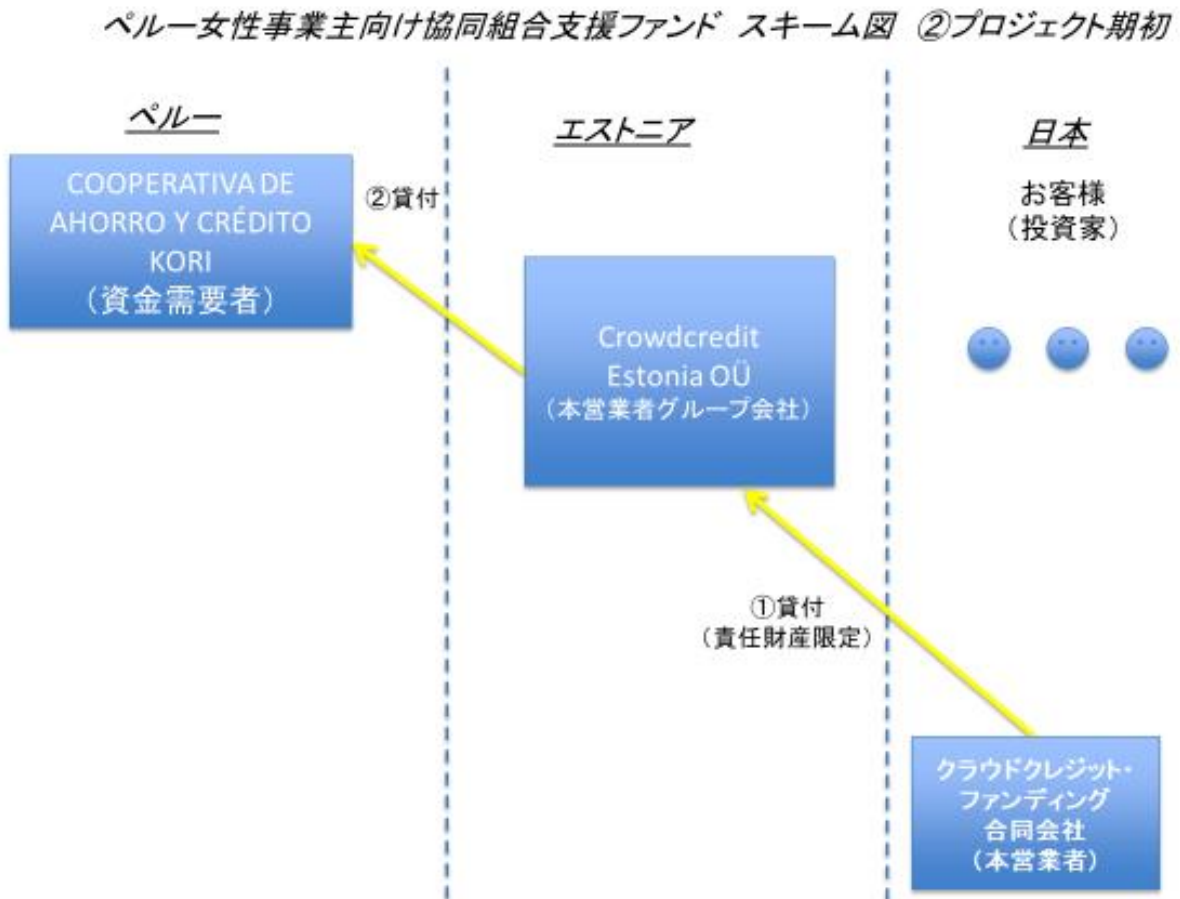 ペルー女性事業主向け協同組合支援ファンド スキーム図 ②プロジェクト期初
ペルー
エストニア
日本
COOPERATIVA DE
AHORRO Y CRÉDITO
KORI
（資金需要者）
②貸付
お客様
（投資家）
Crowdcredit
Estonia OÜ
（本営業者グループ会社）
①貸付
（責任財産限定）
クラウドクレジット・
ファンディング
合同会社
（本営業者）